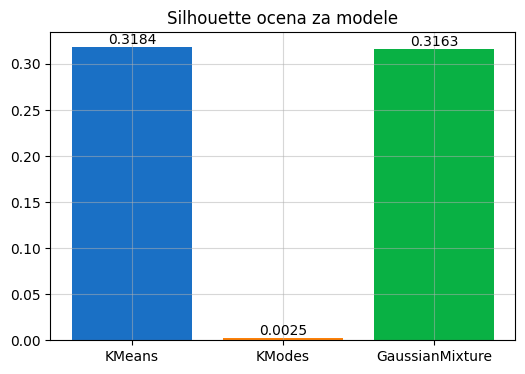 Silhouette ocena za modele
0.3184
0.3163
0.0025
0.30
0.25
0.20
0.15
0.10
0.05
0.00
KMeans
KModes
GaussianMixture